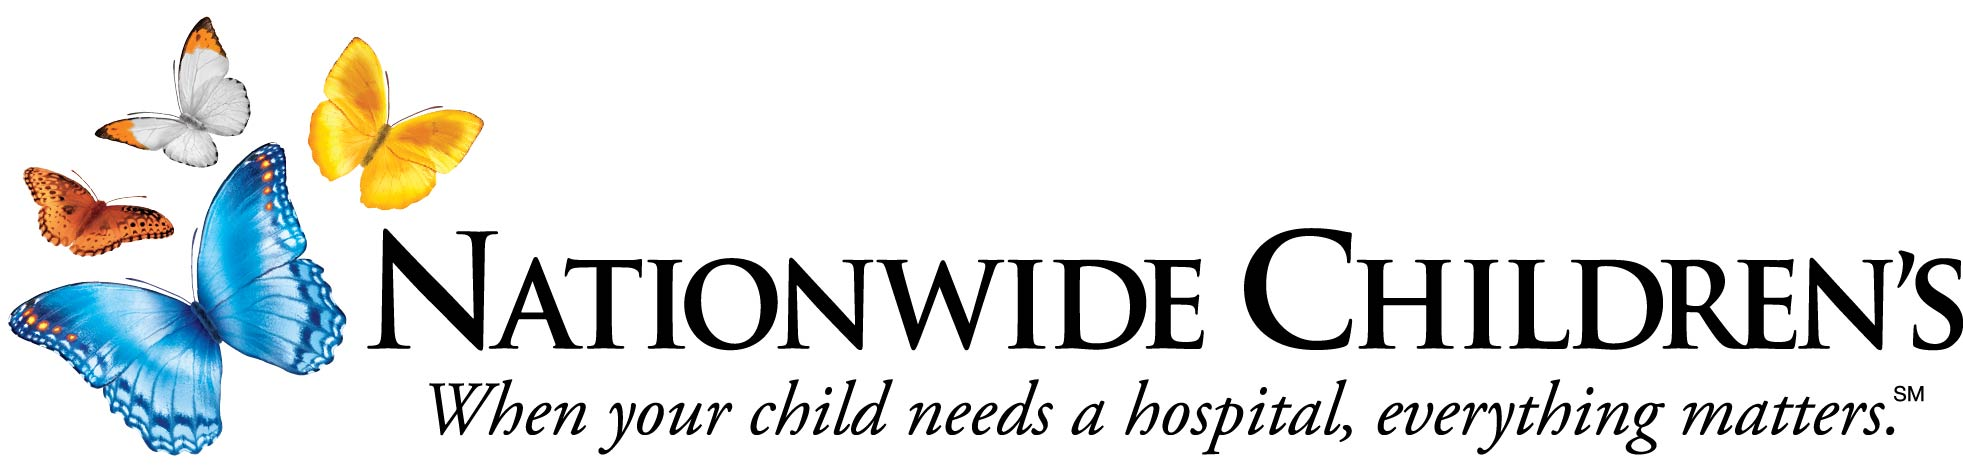 NATIONWIDE CHILDREN'S
When your child needs a hospital, everything matters.℠